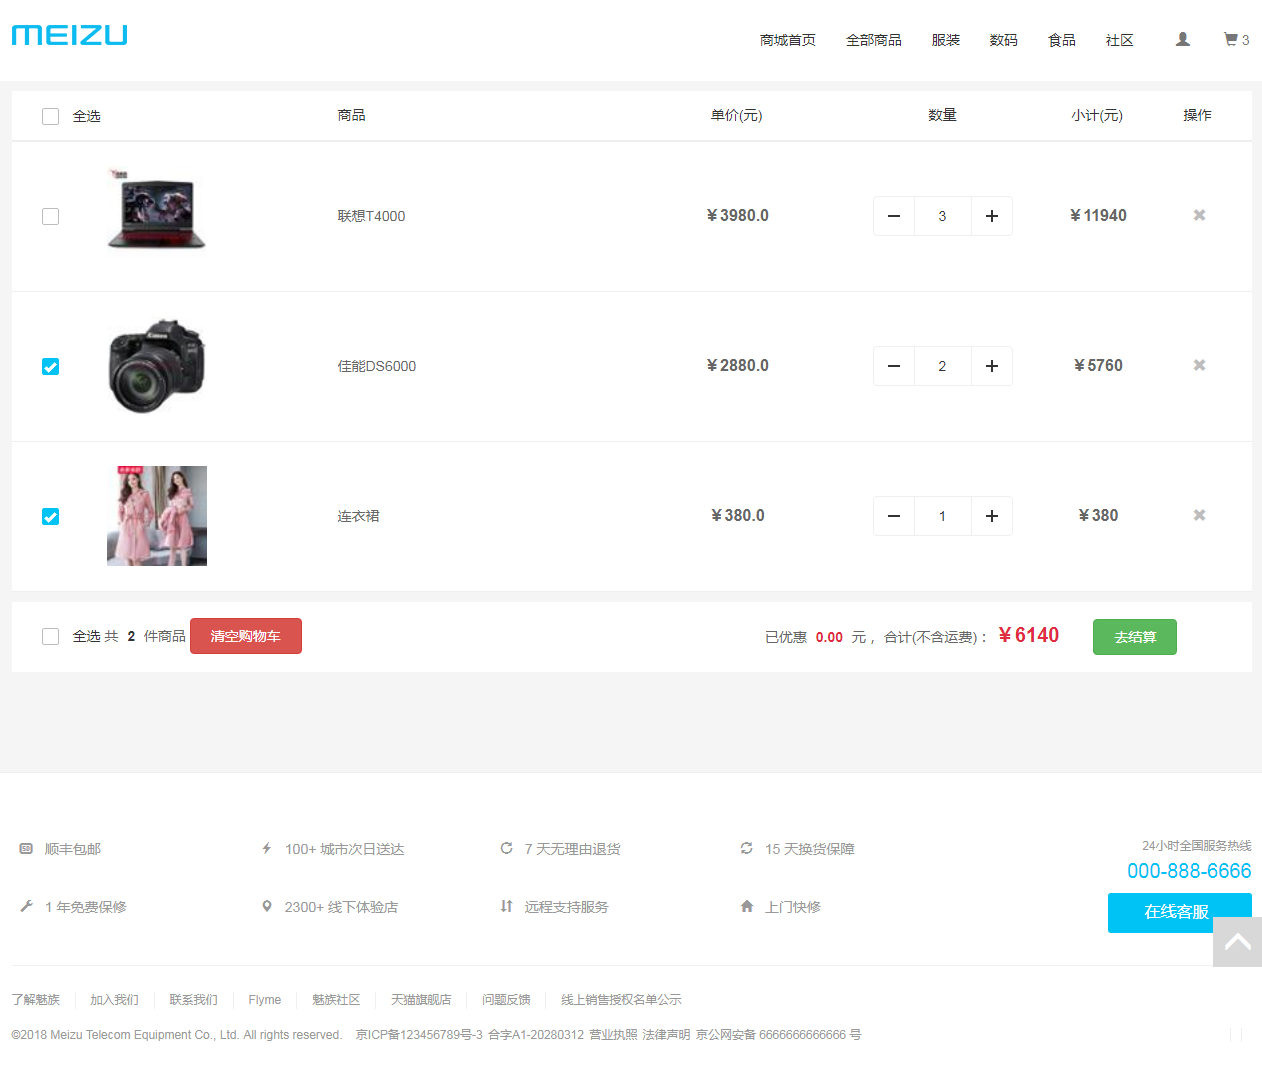 MEIZU
商城首页 全部商品 服装 数码 食品 社区 3
全选 商品 单价(元) 数量 小计(元) 操作
联想T4000 ¥3980.0 3 ¥11940
佳能DS6000 ¥2880.0 2 ¥5760
连衣裙 ¥380.0 1 ¥380
全选 共 2 件商品 清空购物车 已优惠 0.00 元, 合计(不含运费): ¥6140 去结算
顺丰包邮 100+ 城市次日送达 7 天无理由退货 15 天换货保障
24小时全国服务热线
000-888-6666
1 年免费保修 2300+ 线下体验店 远程支持服务 上门快修
在线客服
了解魅族 加入我们 联系我们 Flyme 魅族社区 天猫旗舰店 问题反馈 线上销售授权名单公示
©2018 Meizu Telecom Equipment Co., Ltd. All rights reserved. 京ICP备123456789号-3 合字A1-20280312 营业执照 法律声明 京公网安备 6666666666666 号